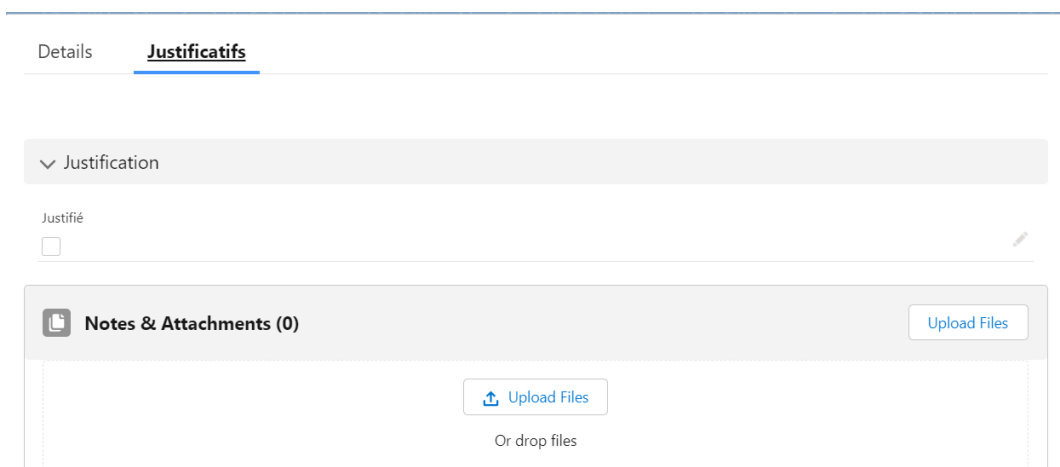 Details Justificatifs
Justification
Justifié
Notes & Attachments (0) Upload Files
Upload Files
Or drop files